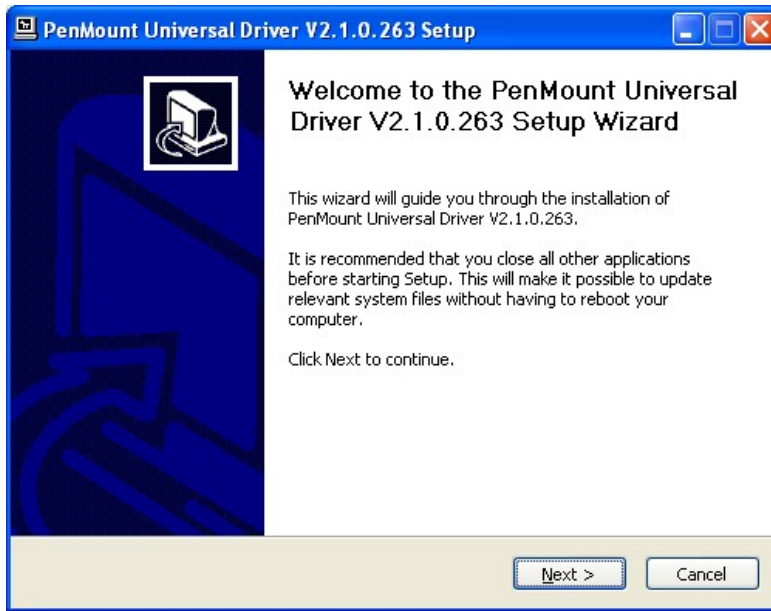 PenMount Universal Driver V2.1.0.263 Setup
Welcome to the PenMount Universal
Driver V2.1.0.263 Setup Wizard
This wizard will guide you through the installation of
PenMount Universal Driver V2.1.0.263.
It is recommended that you close all other applications
before starting Setup. This will make it possible to update
relevant system files without having to reboot your
computer.
Click Next to continue.
Next >
Cancel